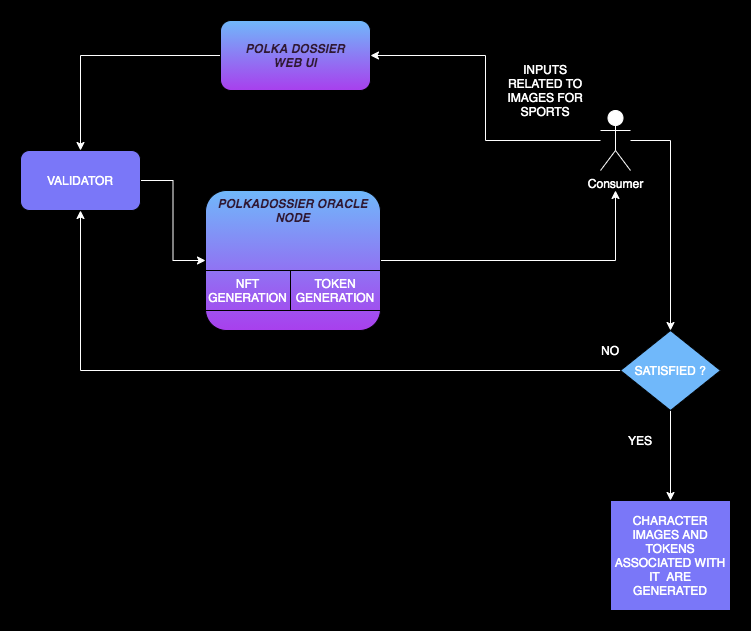 POLKA DOSSIER
WEB UI
INPUTS
RELATED TO
IMAGES FOR
SPORTS
VALIDATOR
Consumer
POLKADOSSIER ORACLE
NODE
NFT
GENERATION
TOKEN
GENERATION
NO
SATISFIED ?
YES
CHARACTER
IMAGES AND
TOKENS
ASSOCIATED WITH
IT ARE
GENERATED